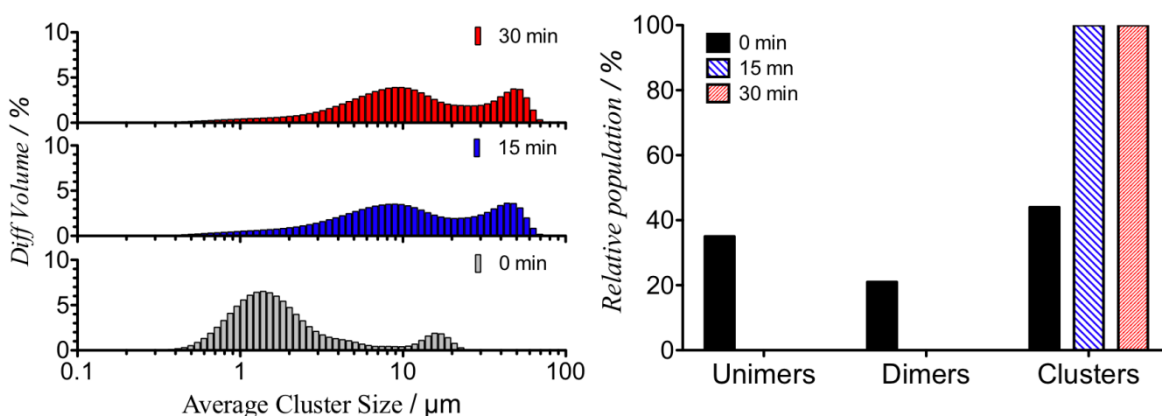 10
5
0
30 min
10
5
0
15 min
10
5
0
0 min
0.1 1 10 100
Diff Volume / %
Average Cluster Size / µm
100
80
60
40
20
0
Relative population / %
0 min
15 mn
30 min
Unimers Dimers Clusters